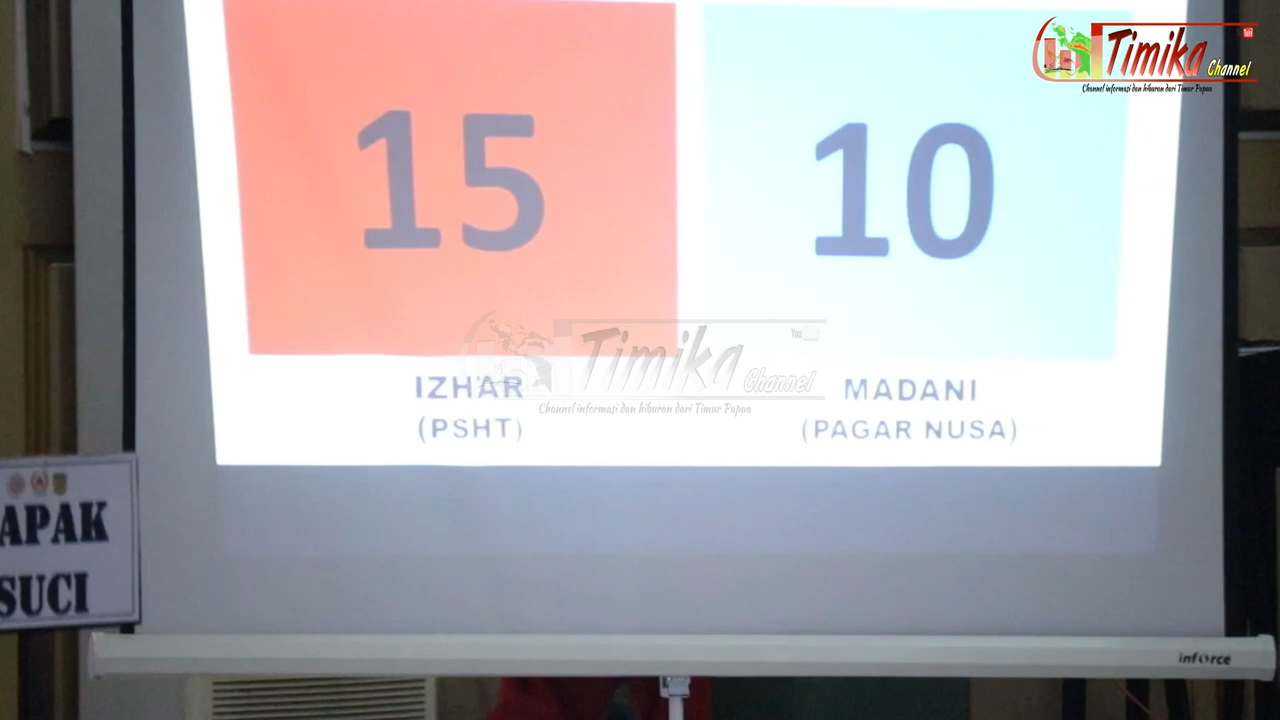 Timika Channel
Channel informasi dan hiburan dari Timur Papua
15 10
Timika Channel
You
Channel informasi dan hiburan dari Timur Papua
IZHAR MADANI
(PSHT) (PAGAR NUSA)
APAK
SUCI
inforce